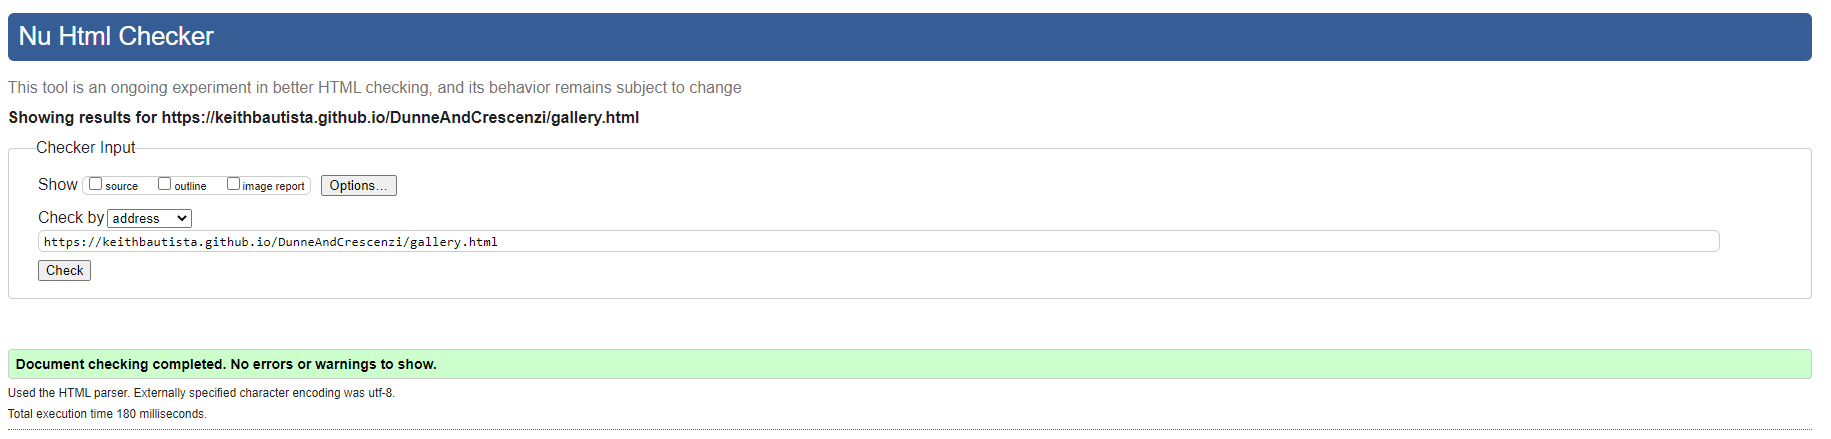 Nu Html Checker
This tool is an ongoing experiment in better HTML checking, and its behavior remains subject to change
Showing results for https://keithbautista.github.io/DunneAndCrescenzi/gallery.html
Checker Input
Show source outline image report Options...
Check by address
https://keithbautista.github.io/DunneAndCrescenzi/gallery.html
Check
Document checking completed. No errors or warnings to show.
Used the HTML parser. Externally specified character encoding was utf-8.
Total execution time 180 milliseconds.